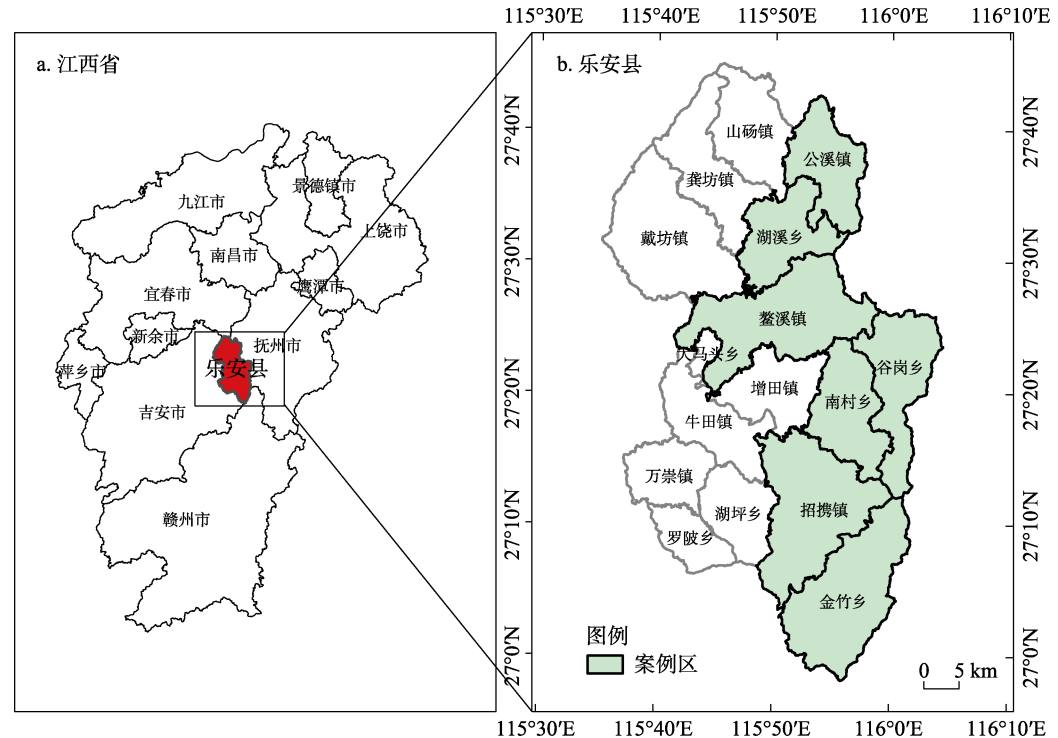 115°30′E 115°40′E 115°50′E 116°0′E 116°10′E
a. 江西省
b. 乐安县
27°40′N
27°30′N
27°20′N
27°10′N
27°0′N
九江市
景德镇市
上饶市
南昌市
鹰潭市
宜春市
新余市
抚州市
萍乡市
乐安县
吉安市
赣州市
山砀镇
公溪镇
龚坊镇
戴坊镇
湖溪乡
鳌溪镇
天马头乡
谷岗乡
增田镇
南村乡
牛田镇
万崇镇
湖坪乡
招携镇
罗陂乡
金竹乡
图例
案例区
0 5 km
27°40′N
27°30′N
27°20′N
27°10′N
27°0′N
115°30′E 115°40′E 115°50′E 116°0′E 116°10′E